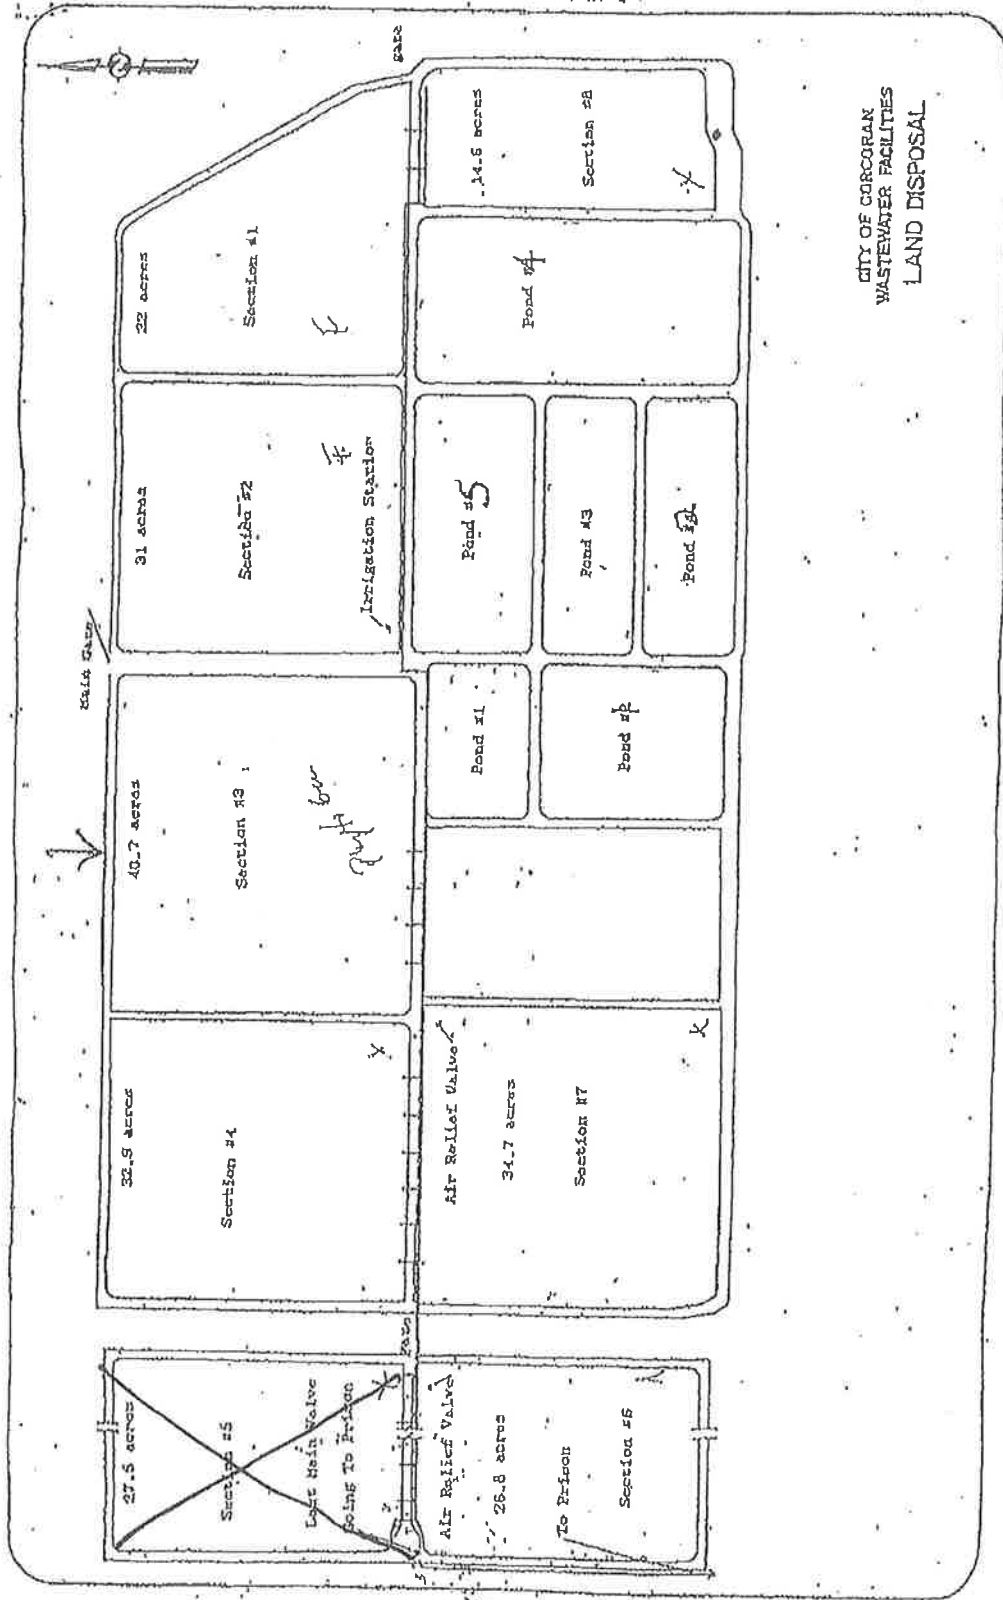 CITY OF CORCORAN
WASTEWATER FACILITIES
LAND DISPOSAL
27.5 acres
Section #5
Last Main Valve
Going To Prison
32.9 acres
Section #4
40.7 acres
Section #3
Main Gate
31 acres
Section #2
Irrigation Station
22 acres
Section #1
gate
gate
Air Relief Valve
26.8 acres
To Prison
Section #6
Air Relief Valve
34.7 acres
Section #7
Pond #1
Pond #
Pond #5
Pond #3
Pond #2
Pond #4
14.6 acres
Section #8